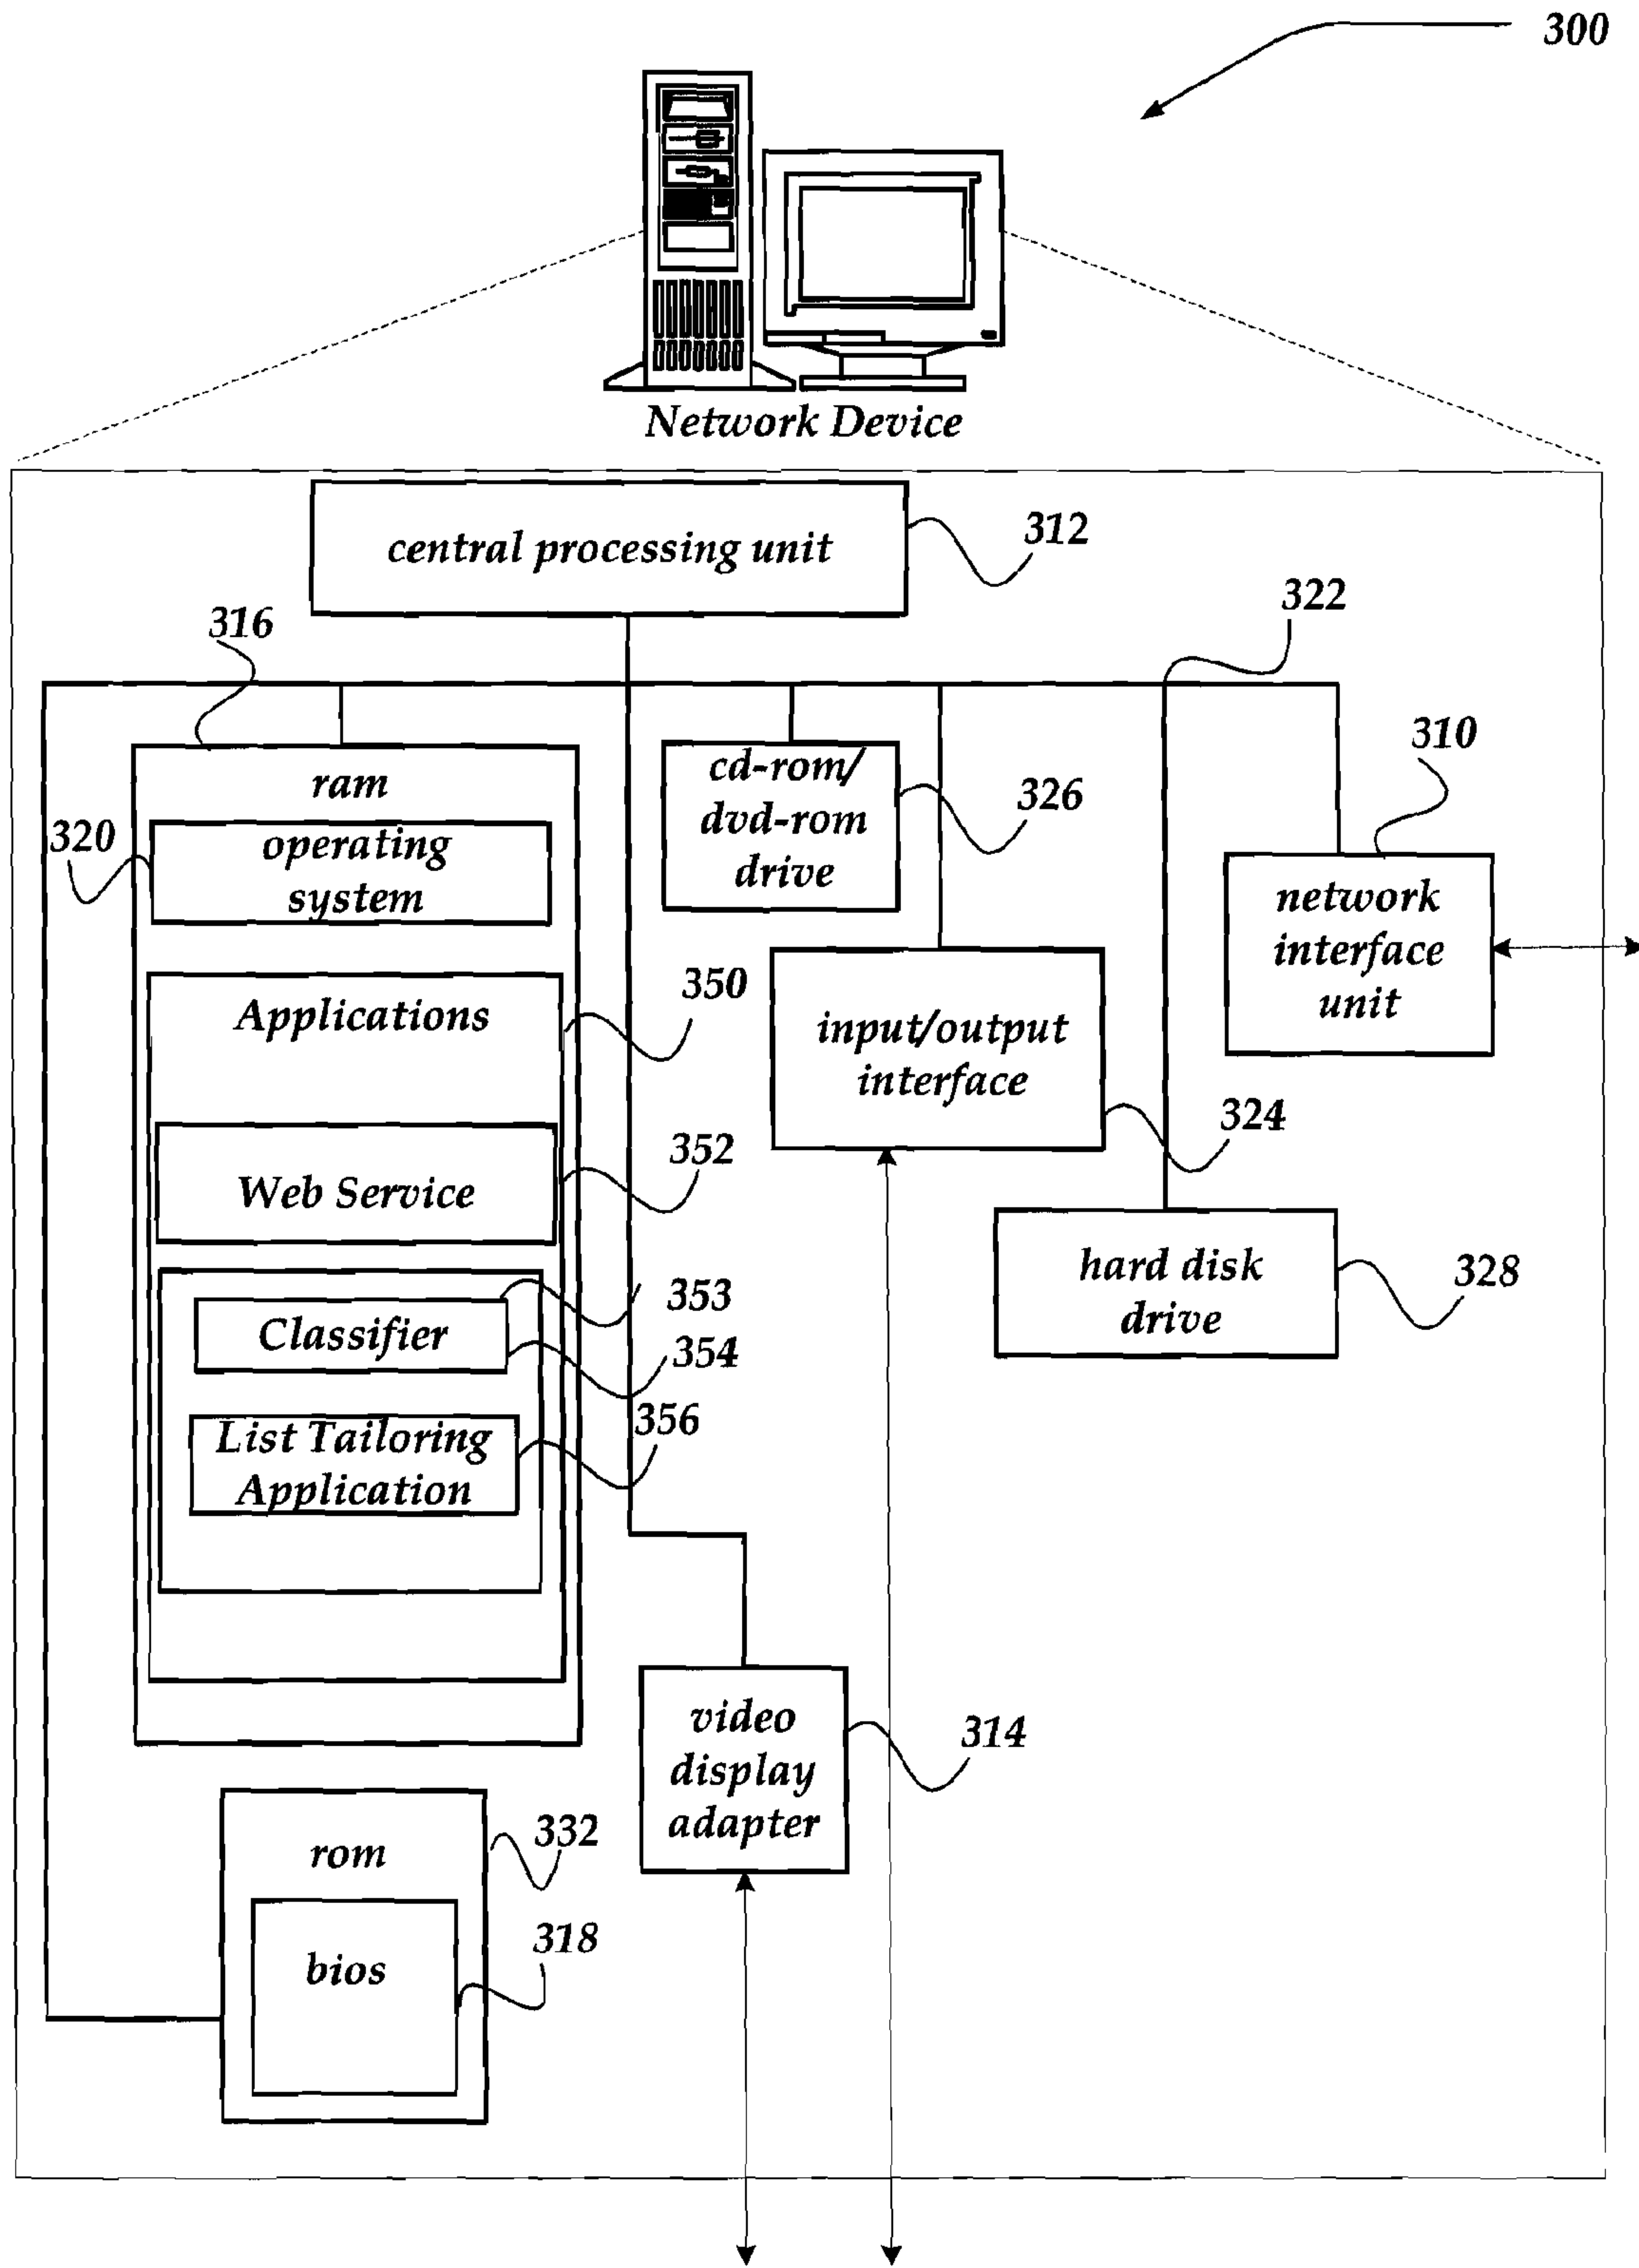 300
Network Device
central processing unit
312
322
316
310
ram
cd-rom/
dvd-rom
drive
326
320
operating
system
network
interface
unit
350
Applications
input/output
interface
324
352
Web Service
hard disk
drive
328
353
Classifier
354
356
List Tailoring
Application
video
display
adapter
314
332
rom
318
bios